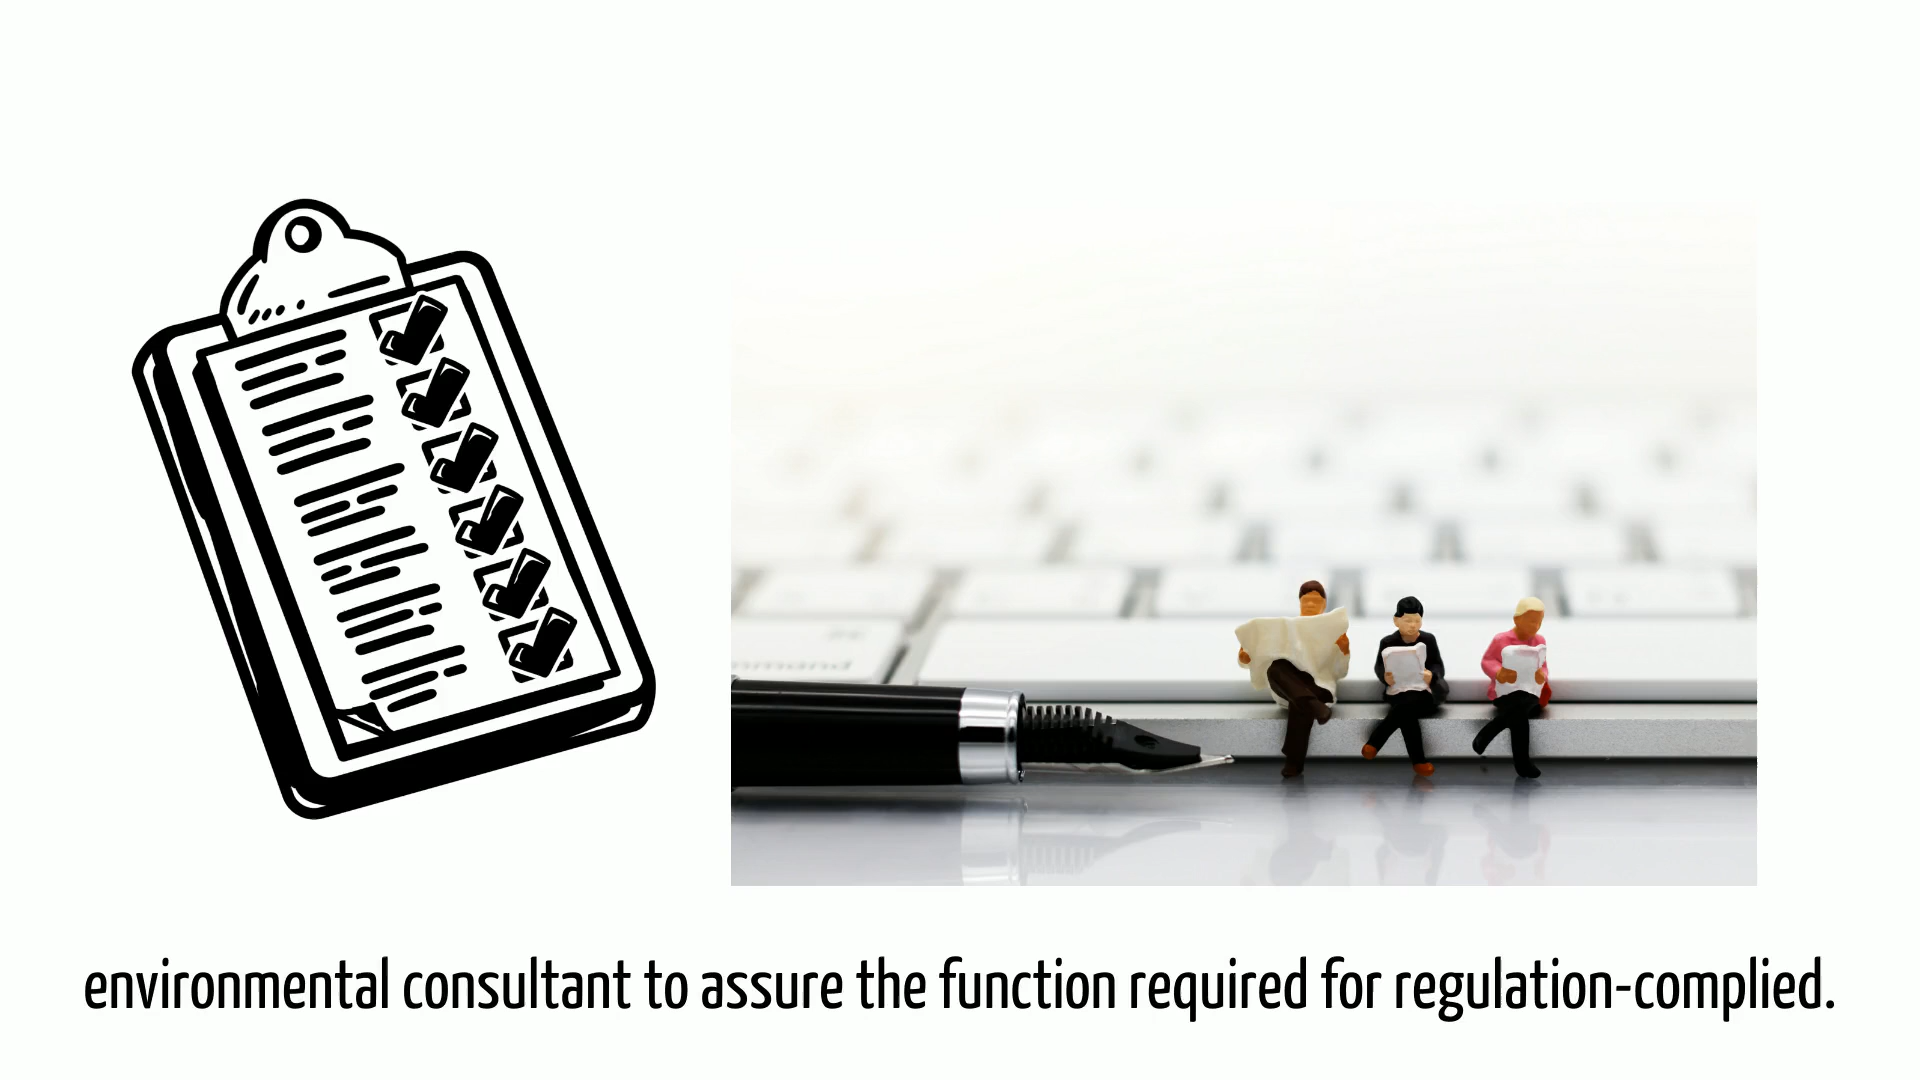 environmental consultant to assure the function required for regulation-complied.